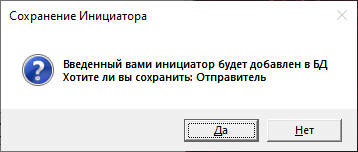 Сохранение Инициатора
Введенный вами инициатор будет добавлен в БД
Хотите ли вы сохранить: Отправитель
Да
Нет